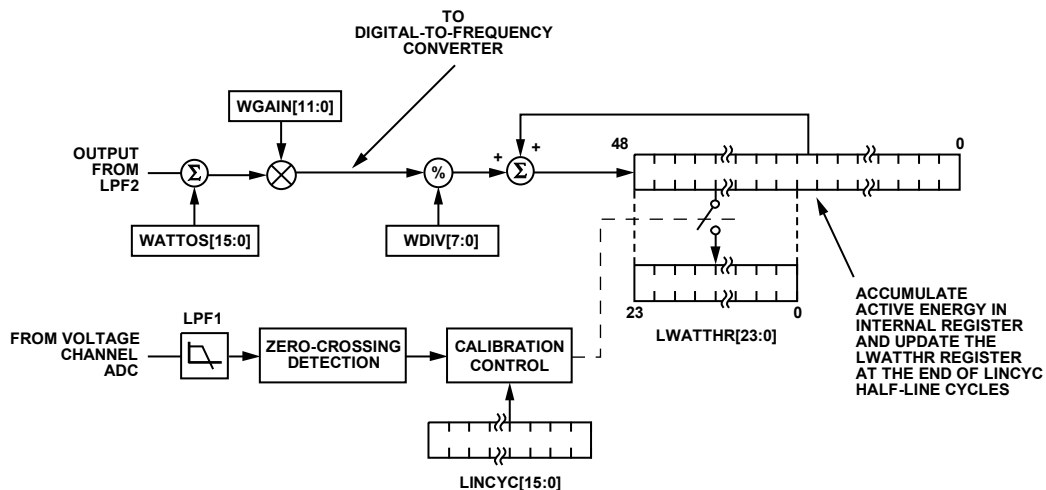 TO
DIGITAL-TO-FREQUENCY
CONVERTER
WGAIN[11:0]
OUTPUT
FROM
LPF2
Σ
%
+
+
Σ
48
0
WATTOS[15:0]
WDIV[7:0]
23
0
LWATTHR[23:0]
ACCUMULATE
ACTIVE ENERGY IN
INTERNAL REGISTER
AND UPDATE THE
LWATTHR REGISTER
AT THE END OF LINCYC
HALF-LINE CYCLES
FROM VOLTAGE
CHANNEL
ADC
LPF1
ZERO-CROSSING
DETECTION
CALIBRATION
CONTROL
LINCYC[15:0]